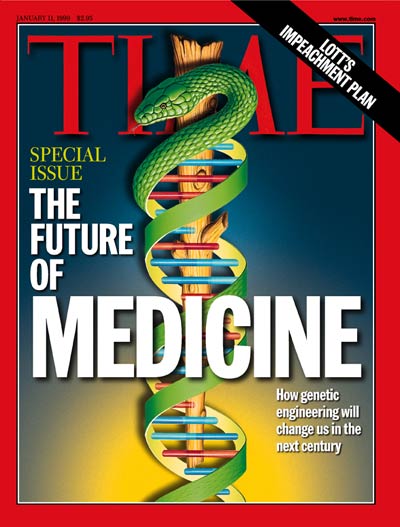 JANUARY 11, 1999 $2.95
www.time.com
TIME
LOTT'S
IMPEACHMENT PLAN
SPECIAL
ISSUE
THE
FUTURE
OF
MEDICINE
How genetic
engineering will
change us in the
next century